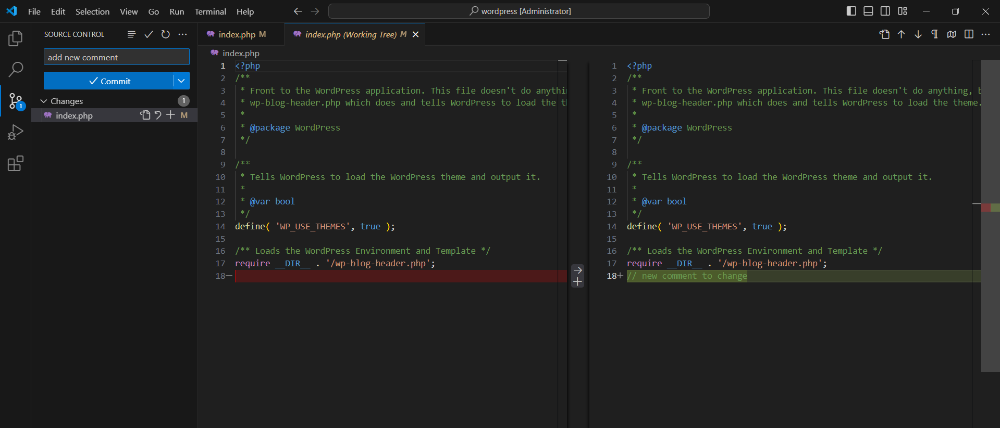 File Edit Selection View Go Run Terminal Help
wordpress [Administrator]
SOURCE CONTROL
add new comment
Commit
Changes 1
index.php M
1
index.php M
index.php (Working Tree) M
index.php
1 <?php
2 /**
3 * Front to the WordPress application. This file doesn't do anythi
4 * wp-blog-header.php which does and tells WordPress to load the t
5 *
6 * @package WordPress
7 */
8
9 /**
10 * Tells WordPress to load the WordPress theme and output it.
11 *
12 * @var bool
13 */
14 define( 'WP_USE_THEMES', true );
15
16 /** Loads the WordPress Environment and Template */
17 require __DIR__ . '/wp-blog-header.php';
18−
1 <?php
2 /**
3 * Front to the WordPress application. This file doesn't do anything, b
4 * wp-blog-header.php which does and tells WordPress to load the theme.
5 *
6 * @package WordPress
7 */
8
9 /**
10 * Tells WordPress to load the WordPress theme and output it.
11 *
12 * @var bool
13 */
14 define( 'WP_USE_THEMES', true );
15
16 /** Loads the WordPress Environment and Template */
17 require __DIR__ . '/wp-blog-header.php';
18+ // new comment to change